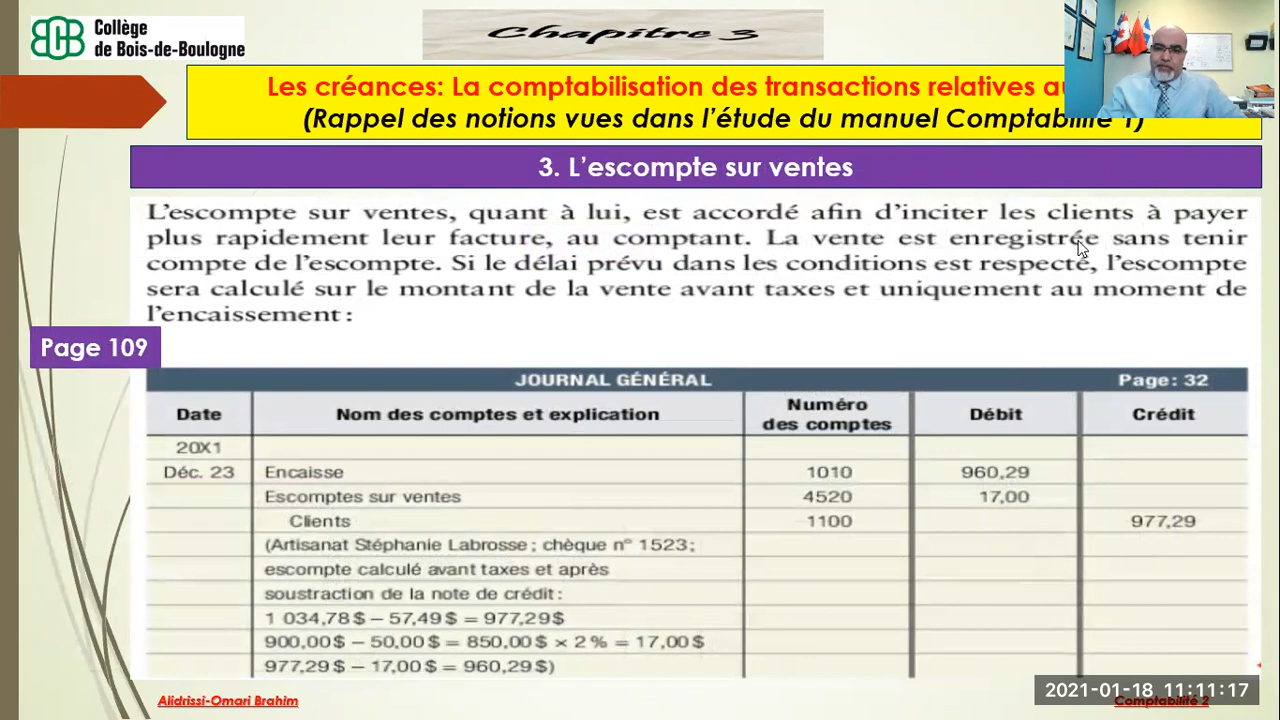 Collège
de Bois-de-Boulogne
Chapitre 3
Les créances: La comptabilisation des transactions relatives
(Rappel des notions vues dans l'étude du manuel Comptabilité 1)
3. L'escompte sur ventes
L'escompte sur ventes, quant à lui, est accordé afin d'inciter les clients à payer
plus rapidement leur facture, au comptant. La vente est enregistrée sans tenir
compte de l'escompte. Si le délai prévu dans les conditions est respecté, l'escompte
sera calculé sur le montant de la vente avant taxes et uniquement au moment de
l'encaissement :
Page 109
JOURNAL GÉNÉRAL Page: 32
Date Nom des comptes et explication Numéro des comptes Débit Crédit
20X1
Déc. 23 Encaisse 1010 960,29
Escomptes sur ventes 4520 17,00
Clients 1100 977,29
(Artisanat Stéphanie Labrosse ; chèque n° 1523;
escompte calculé avant taxes et après
soustraction de la note de crédit :
1 034,78 $ – 57,49 $ = 977,29 $
900,00 $ – 50,00 $ = 850,00 $ × 2 % = 17,00 $
977,29 $ – 17,00 $ = 960,29 $)
Alidrissi-Omari Brahim
2021-01-18 11:11:17
Comptabilité 2